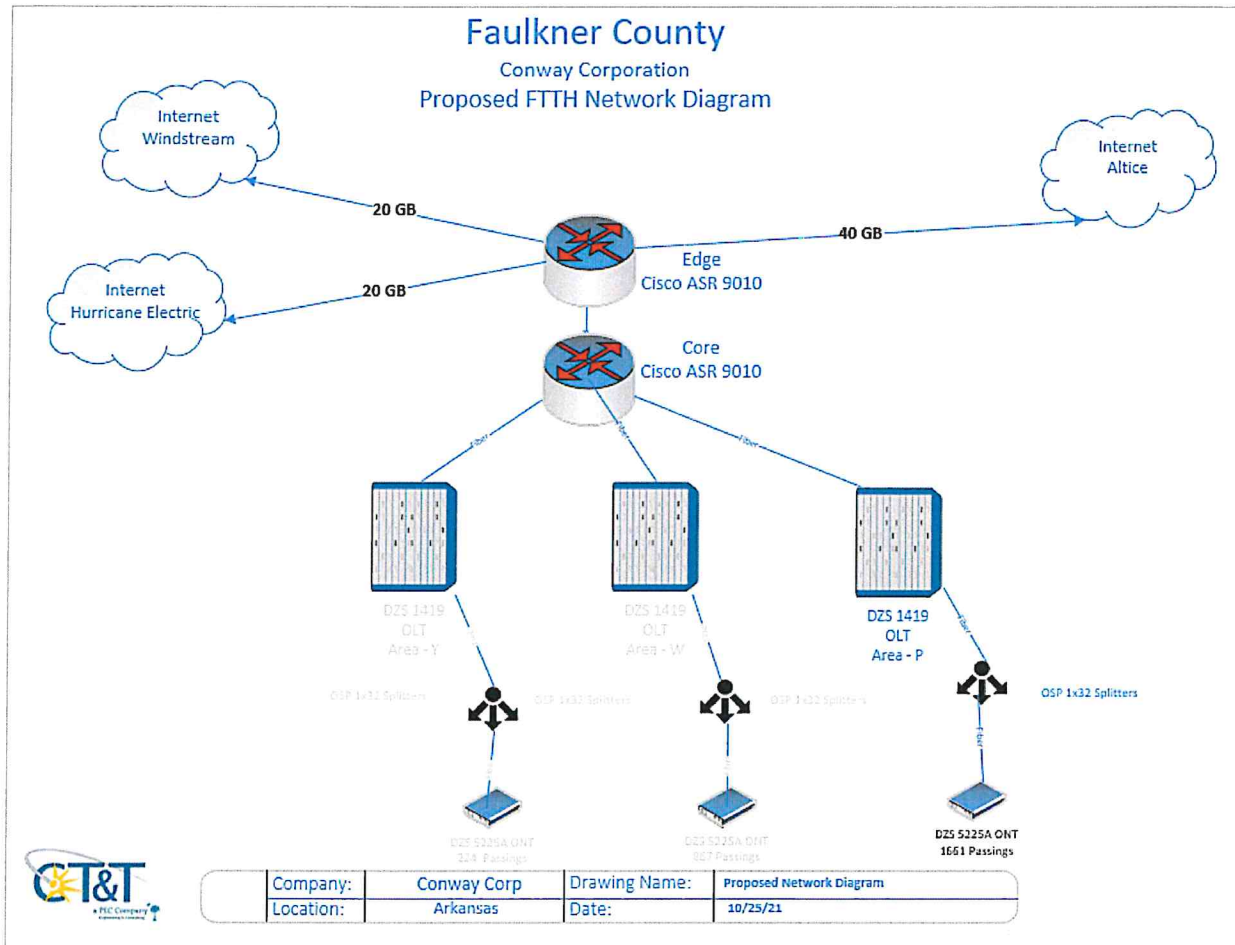 Faulkner County
Conway Corporation
Proposed FTTH Network Diagram
Internet
Windstream
Internet
Altice
20 GB
40 GB
Edge
Cisco ASR 9010
Internet
Hurricane Electric
20 GB
Core
Cisco ASR 9010
Fiber
Fiber
Fiber
DZS 1419
OLT
Area - Y
DZS 1419
OLT
Area - W
DZS 1419
OLT
Area - P
Fiber
OSP 1x32 Splitters
OSP 1x32 Splitters
OSP 1x32 Splitters
OSP 1x32 Splitters
Fiber
DZS 5225A ONT
Passings
DZS 5225A ONT
Passings
DZS 5225A ONT
1661 Passings
CT&T
a PEC Company
Company: Conway Corp Drawing Name: Proposed Network Diagram
Location: Arkansas Date: 10/25/21